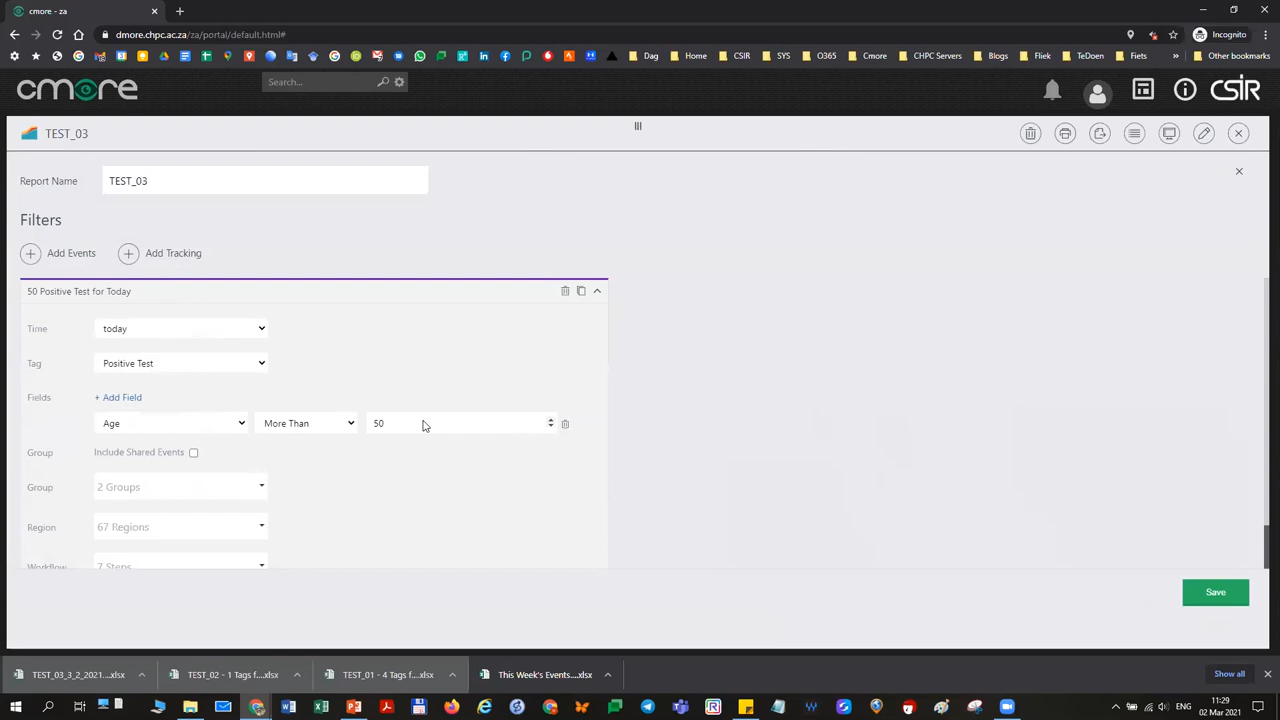 cmore - za
dmore.chpc.ac.za/za/portal/default.html#
Incognito
Dag
Home
CSIR
SYS
O365
Cmore
CHPC Servers
Blogs
Fliek
TeDoen
Fiets
Other bookmarks
cmore
Search...
CSIR
TEST_03
Report Name
TEST_03
Filters
Add Events
Add Tracking
50 Positive Test for Today
Time
today
Tag
Positive Test
Fields
+ Add Field
Age
More Than
50
Group
Include Shared Events
Group
2 Groups
Region
67 Regions
Workflow
7 Steps
Save
TEST_03_3_2_2021....xlsx
TEST_02 - 1 Tags f....xlsx
TEST_01 - 4 Tags f....xlsx
This Week's Events....xlsx
Show all
11:29
02 Mar 2021